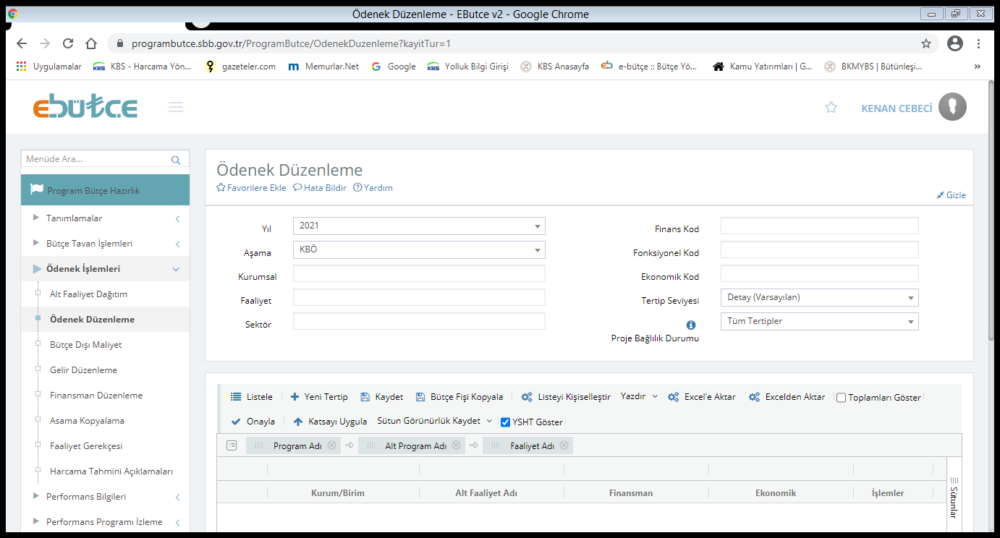 Ödenek Düzenleme - EButce v2 - Google Chrome
programbutce.sbb.gov.tr/ProgramButce/OdenekDuzenleme?kayitTur=1
Uygulamalar KBS - Harcama Yön... gazeteler.com Memurlar.Net Google Yolluk Bilgi Girişi KBS Anasayfa e-bütçe :: Bütçe Yö... Kamu Yatırımları | G... BKMYBS | Bütünleşi... »
ebütçe
KENAN CEBECİ
Menüde Ara...
Program Bütçe Hazırlık
Tanımlamalar
Bütçe Tavan İşlemleri
Ödenek İşlemleri
Alt Faaliyet Dağıtım
Ödenek Düzenleme
Bütçe Dışı Maliyet
Gelir Düzenleme
Finansman Düzenleme
Asama Kopyalama
Faaliyet Gerekçesi
Harcama Tahmini Açıklamaları
Performans Bilgileri
Performans Programı İzleme
Ödenek Düzenleme
Favorilere Ekle Hata Bildir Yardım
Gizle
Yıl 2021
Aşama KBÖ
Kurumsal
Faaliyet
Sektör
Finans Kod
Fonksiyonel Kod
Ekonomik Kod
Tertip Seviyesi Detay (Varsayılan)
Proje Bağlılık Durumu Tüm Tertipler
Listele Yeni Tertip Kaydet Bütçe Fişi Kopyala Listeyi Kişiselleştir Yazdır Excel'e Aktar Excelden Aktar Toplamları Göster
Onayla Katsayı Uygula Sütun Görünürlük Kaydet YSHT Göster
Program Adı Alt Program Adı Faaliyet Adı
Kurum/Birim Alt Faaliyet Adı Finansman Ekonomik İşlemler
Sütunlar